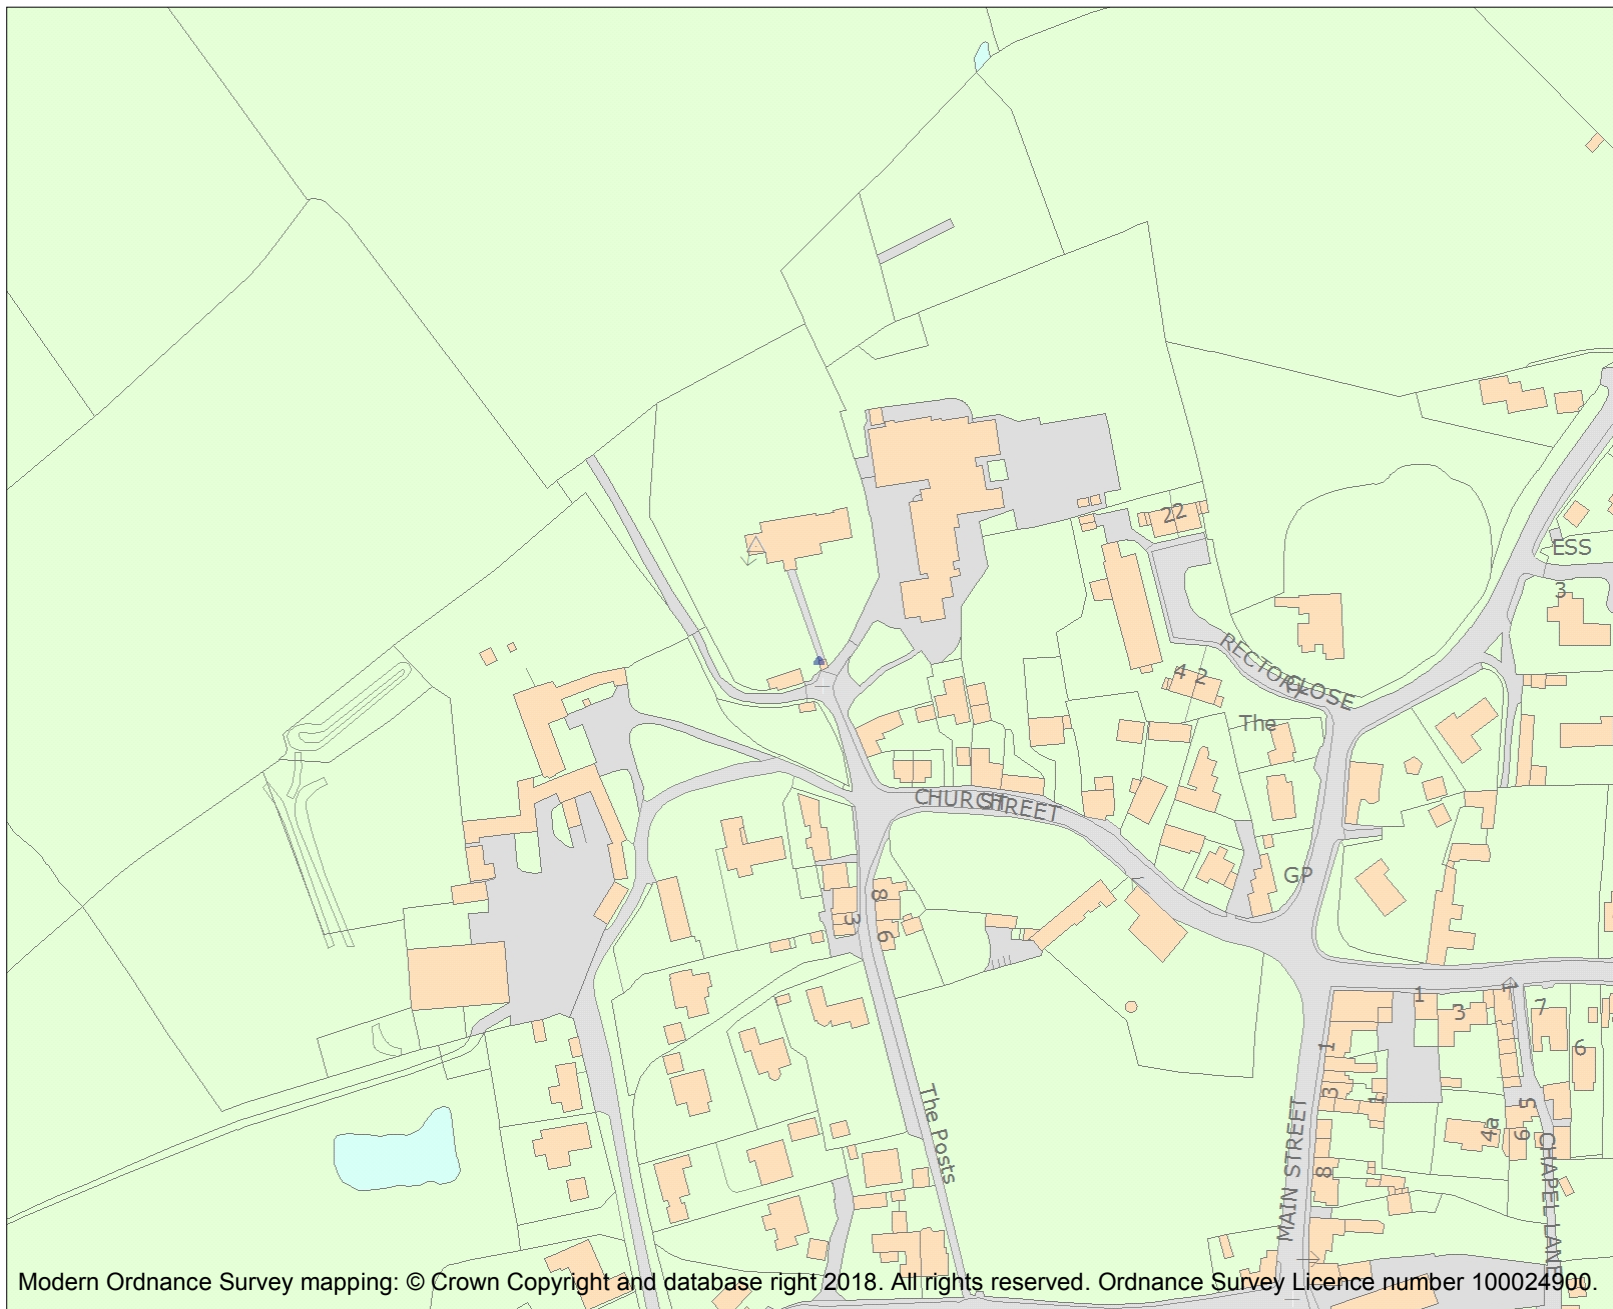 22
ESS
3
RECTORY
CLOSE
4 2
The
CHURCH
STREET
GP
8
3
6
1
1
3
7
1
6
3
1
5
4a
6
The Posts
MAIN STREET
8
CHAPEL LANE
Modern Ordnance Survey mapping: © Crown Copyright and database right 2018. All rights reserved. Ordnance Survey Licence number 100024900.